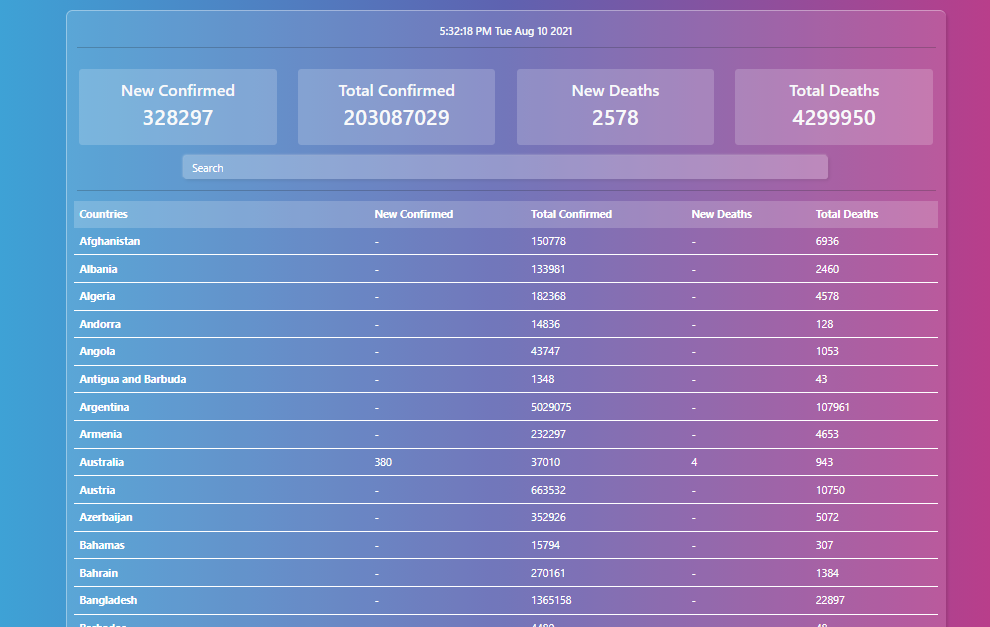 5:32:18 PM Tue Aug 10 2021
New Confirmed Total Confirmed New Deaths Total Deaths
328297 203087029 2578 4299950
Search
Countries New Confirmed Total Confirmed New Deaths Total Deaths
Afghanistan - 150778 - 6936
Albania - 133981 - 2460
Algeria - 182368 - 4578
Andorra - 14836 - 128
Angola - 43747 - 1053
Antigua and Barbuda - 1348 - 43
Argentina - 5029075 - 107961
Armenia - 232297 - 4653
Australia 380 37010 4 943
Austria - 663532 - 10750
Azerbaijan - 352926 - 5072
Bahamas - 15794 - 307
Bahrain - 270161 - 1384
Bangladesh - 1365158 - 22897